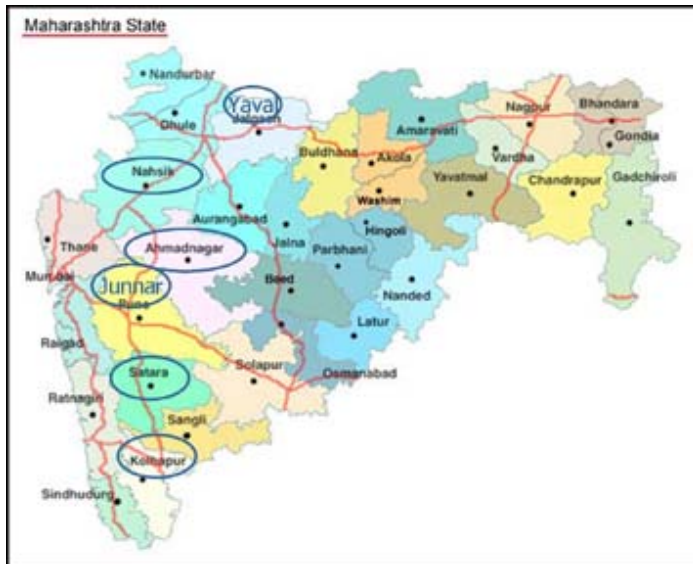 Maharashtra State
Nandurbar
Yaval
Jalgaon
Dhule
Nagpur
Bhandara
Amaravati
Gondia
Buldhana
Akola
Vardha
Nahsik
Washim
Yavatmal
Chandrapur
Gadchiroli
Aurangabad
Hingoli
Thane
Ahmadnagar
Jalna
Parbhani
Mumbai
Junnar
Beed
Nanded
Pune
Latur
Raigad
Satara
Solapur
Osmanabad
Ratnagiri
Sangli
Kolhapur
Sindhudurg